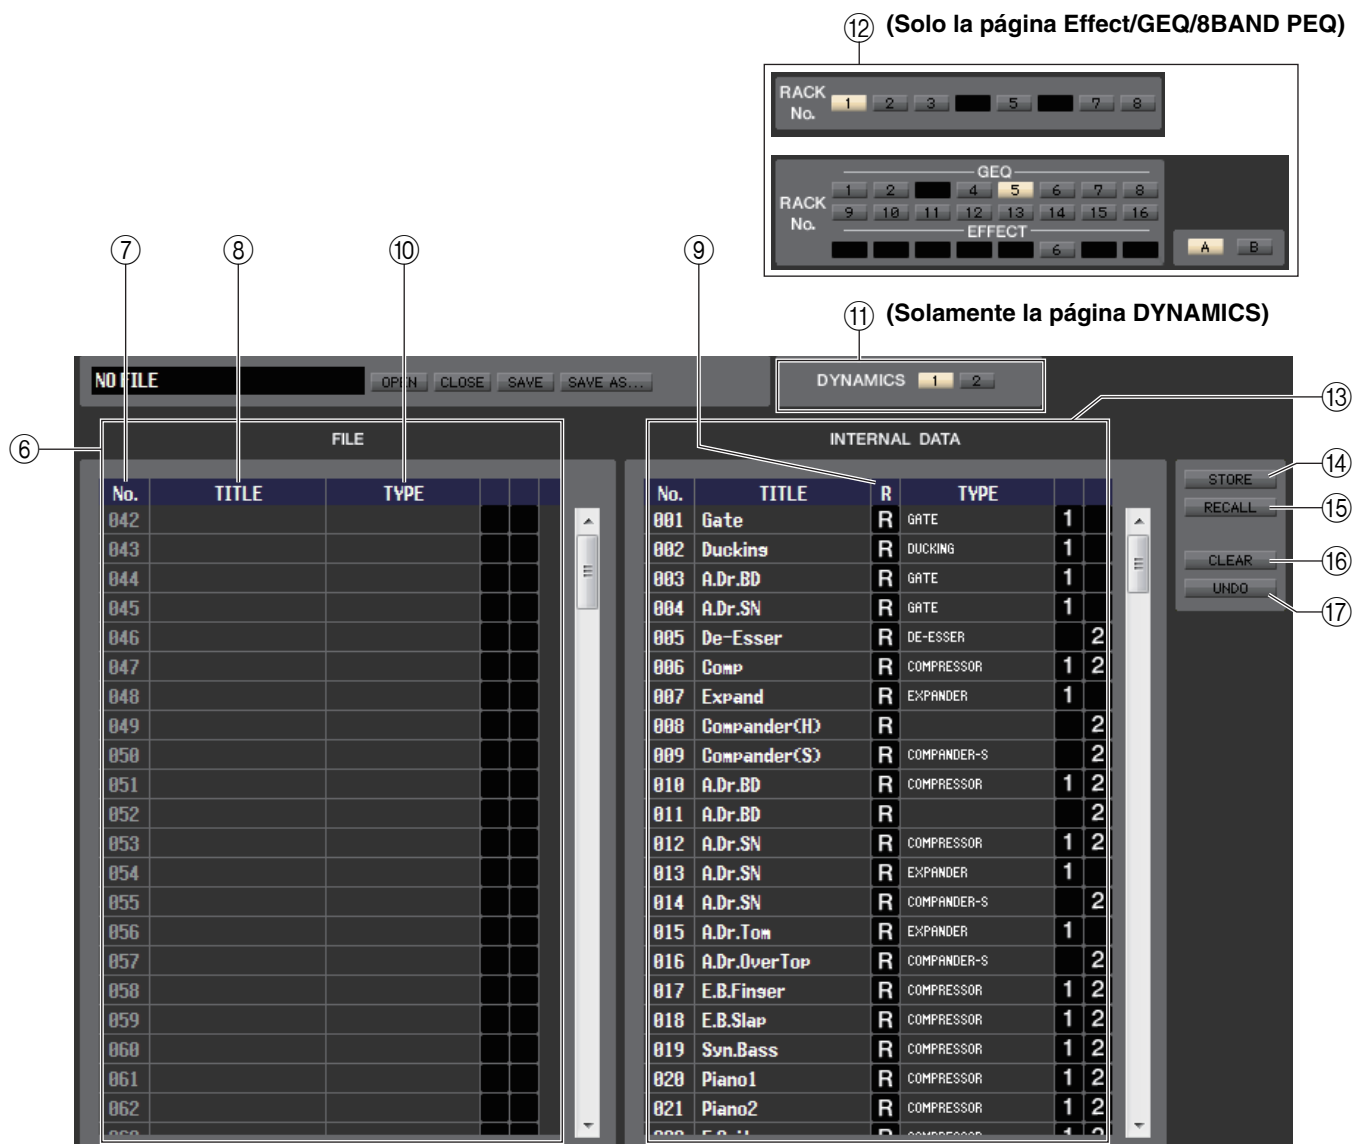 ⑫ (Solo la página Effect/GEQ/8BAND PEQ)
RACK No. 1 2 3 5 7 8
GEQ
RACK No.
1 2 4 5 6 7 8
9 10 11 12 13 14 15 16
EFFECT
6
A B
⑦ ⑧ ⑩ ⑨
⑪ (Solamente la página DYNAMICS)
NO FILE OPEN CLOSE SAVE SAVE AS...
DYNAMICS 1 2
⑬
⑥
FILE
INTERNAL DATA
No. TITLE TYPE
042
043
044
045
046
047
048
049
050
051
052
053
054
055
056
057
058
059
060
061
062
No. TITLE R TYPE
001 Gate R GATE 1
002 Ducking R DUCKING 1
003 A.Dr.BD R GATE 1
004 A.Dr.SN R GATE 1
005 De-Esser R DE-ESSER 2
006 Comp R COMPRESSOR 1 2
007 Expand R EXPANDER 1
008 Compander(H) R 2
009 Compander(S) R COMPANDER-S 2
010 A.Dr.BD R COMPRESSOR 1 2
011 A.Dr.BD R 2
012 A.Dr.SN R COMPRESSOR 1 2
013 A.Dr.SN R EXPANDER 1
014 A.Dr.SN R COMPANDER-S 2
015 A.Dr.Tom R EXPANDER 1
016 A.Dr.OverTop R COMPANDER-S 2
017 E.B.Finger R COMPRESSOR 1 2
018 E.B.Slap R COMPRESSOR 1 2
019 Syn.Bass R COMPRESSOR 1 2
020 Piano1 R COMPRESSOR 1 2
021 Piano2 R COMPRESSOR 1 2
STORE ⑭
RECALL ⑮
CLEAR ⑯
UNDO ⑰